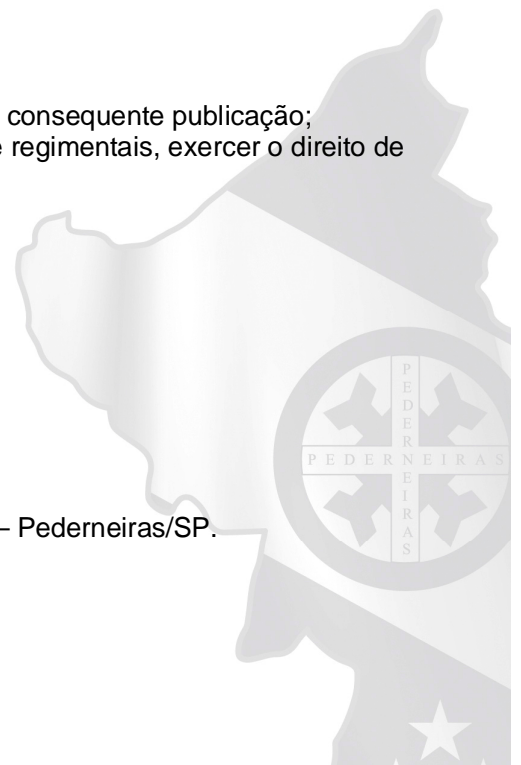 consequente publicação;
regimentais, exercer o direito de
PEDERNEIRAS
PEDERNEIRAS
– Pederneiras/SP.